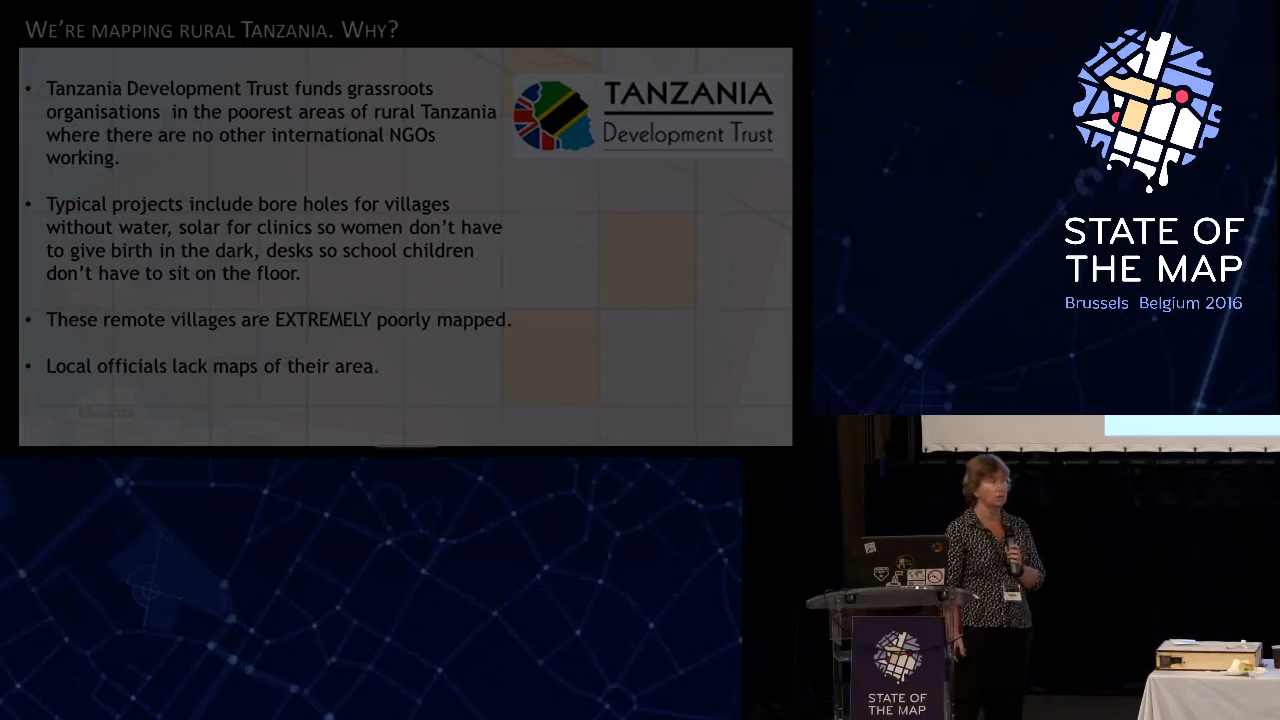 We're mapping rural Tanzania. Why?
• Tanzania Development Trust funds grassroots
organisations in the poorest areas of rural Tanzania
where there are no other international NGOs
working.
• Typical projects include bore holes for villages
without water, solar for clinics so women don't have
to give birth in the dark, desks so school children
don't have to sit on the floor.
• These remote villages are EXTREMELY poorly mapped.
• Local officials lack maps of their area.
TANZANIA
Development Trust
STATE OF
THE MAP
Brussels Belgium 2016
STATE OF
THE MAP